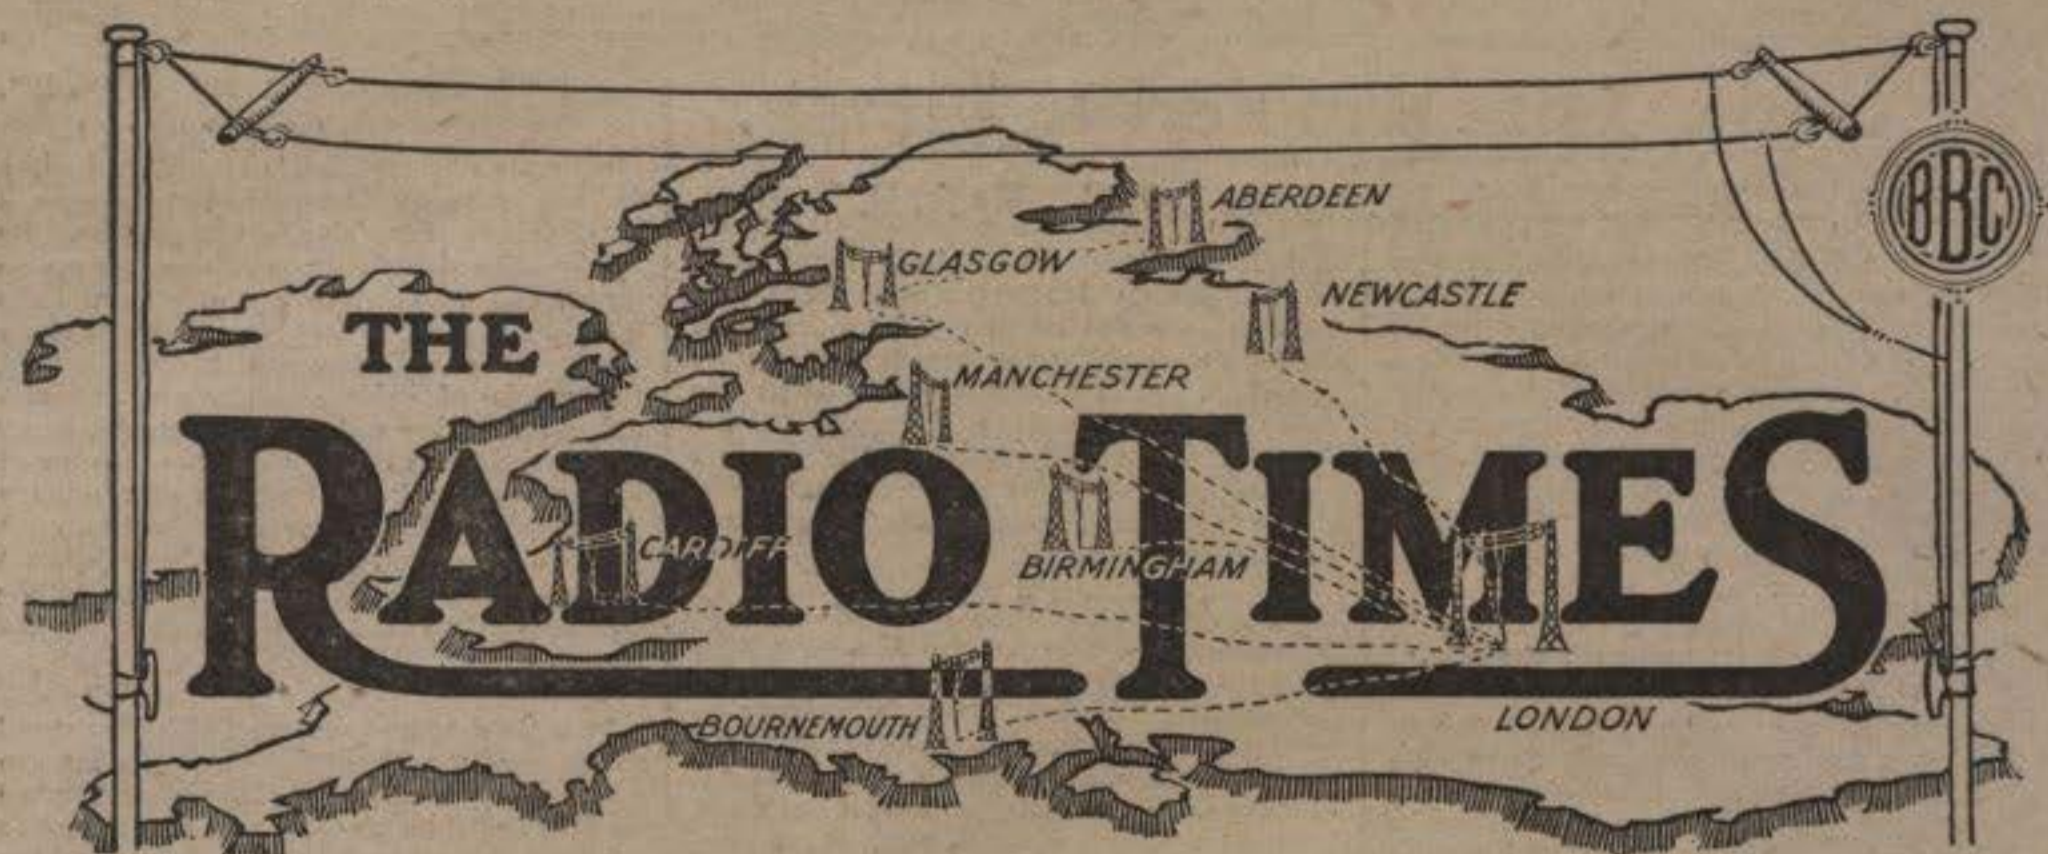 BBC
ABERDEEN
GLASGOW
NEWCASTLE
THE
MANCHESTER
RADIO TIMES
CARDIFF
BIRMINGHAM
BOURNEMOUTH
LONDON